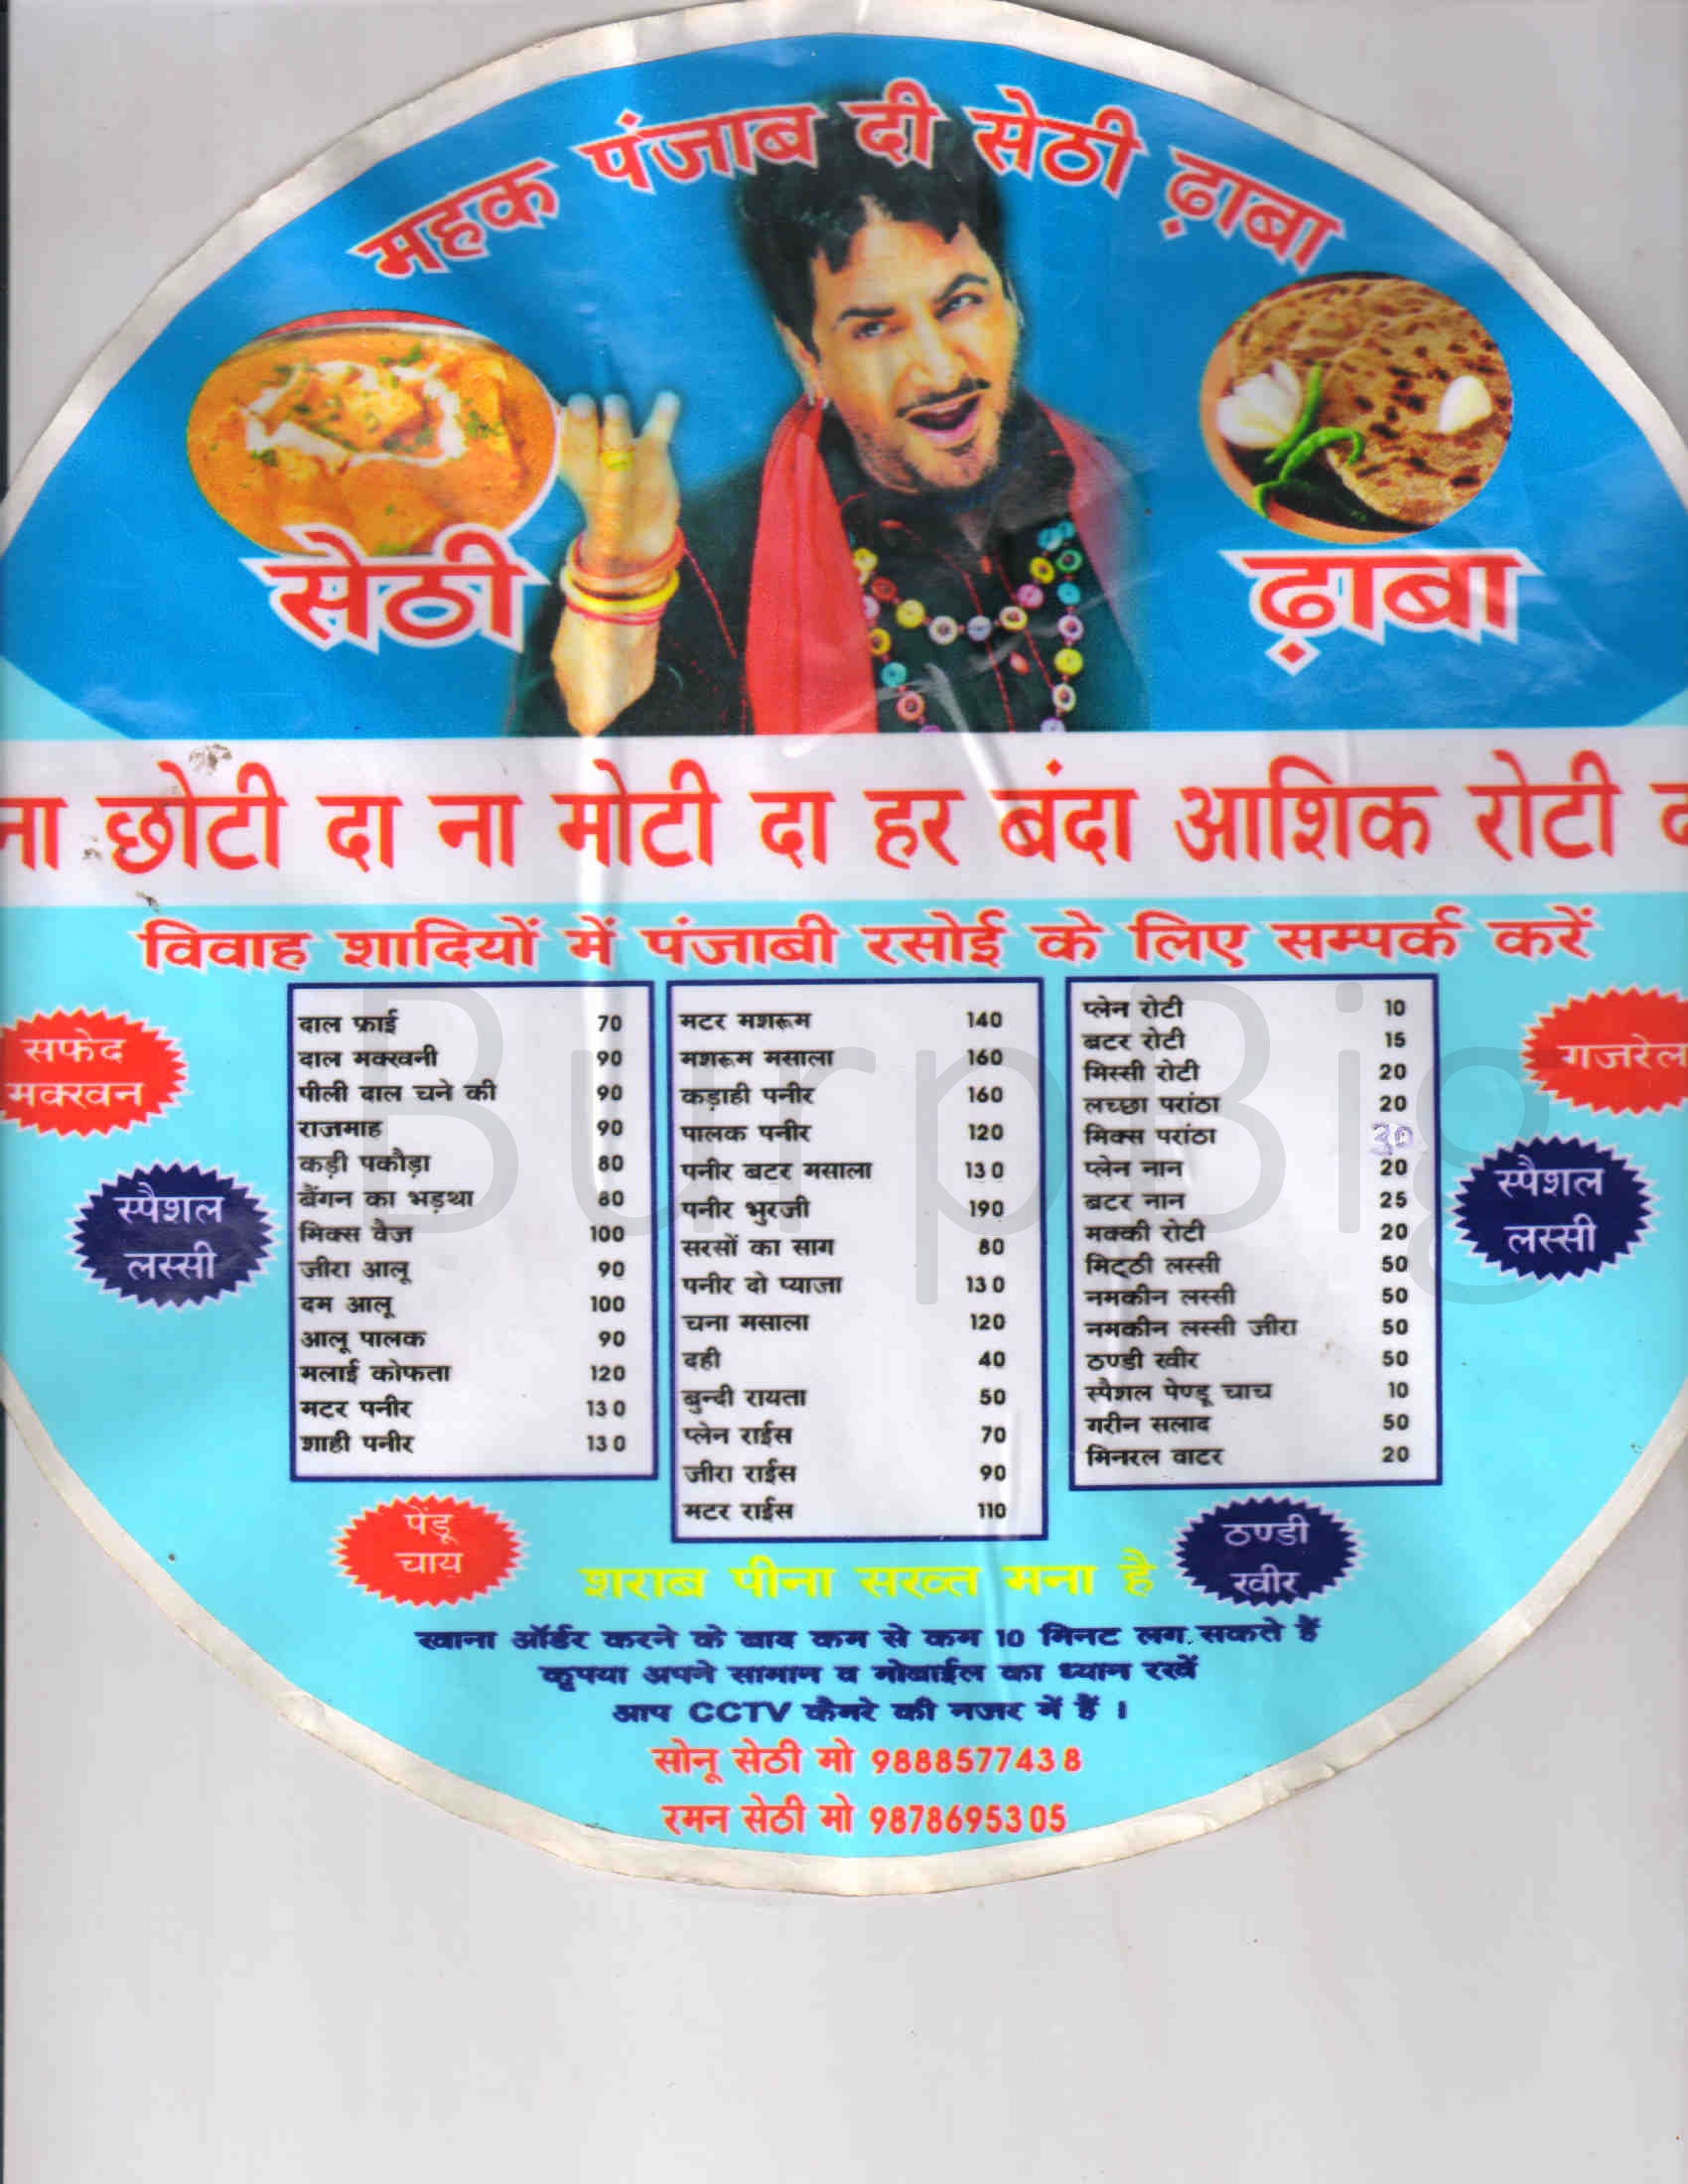 महक पंजाब दी सेठी ढ़ाबा
सेठी
ढ़ाबा
ना छोटी दा ना मोटी दा हर बंदा आशिक रोटी द
विवाह शादियों में पंजाबी रसोई के लिए सम्पर्क करें
सफेद
मक्खन
स्पैशल
लस्सी
दाल फ्राई 70
दाल मक्खनी 90
पीली दाल चने की 90
राजमाह 90
कड़ी पकौड़ा 80
बैंगन का भड़था 80
मिक्स वैज 100
जीरा आलू 90
दम आलू 100
आलू पालक 90
मलाई कोफता 120
मटर पनीर 130
शाही पनीर 130
मटर मशरूम 140
मशरूम मसाला 160
कड़ाही पनीर 160
पालक पनीर 120
पनीर बटर मसाला 130
पनीर भुरजी 190
सरसों का साग 80
पनीर दो प्याजा 130
चना मसाला 120
दही 40
बुन्दी रायता 50
प्लेन राईस 70
जीरा राईस 90
मटर राईस 110
प्लेन रोटी 10
बटर रोटी 15
मिस्सी रोटी 20
लच्छा परांठा 20
मिक्स परांठा 30
प्लेन नान 20
बटर नान 25
मक्की रोटी 20
मिट्ठी लस्सी 50
नमकीन लस्सी 50
नमकीन लस्सी जीरा 50
ठण्डी खीर 50
स्पैशल पेण्डू चाच 10
गरीन सलाद 50
मिनरल वाटर 20
गजरेल
स्पैशल
लस्सी
पेंडू
चाय
ठण्डी
खीर
शराब पीना सख्त मना है
खाना ऑर्डर करने के बाद कम से कम 10 मिनट लग सकते हैं
कृपया अपने सामान व मोबाईल का ध्यान रखें
आप CCTV कैमरे की नजर में हैं ।
सोनू सेठी मो 9888577438
रमन सेठी मो 9878695305
BurpBig